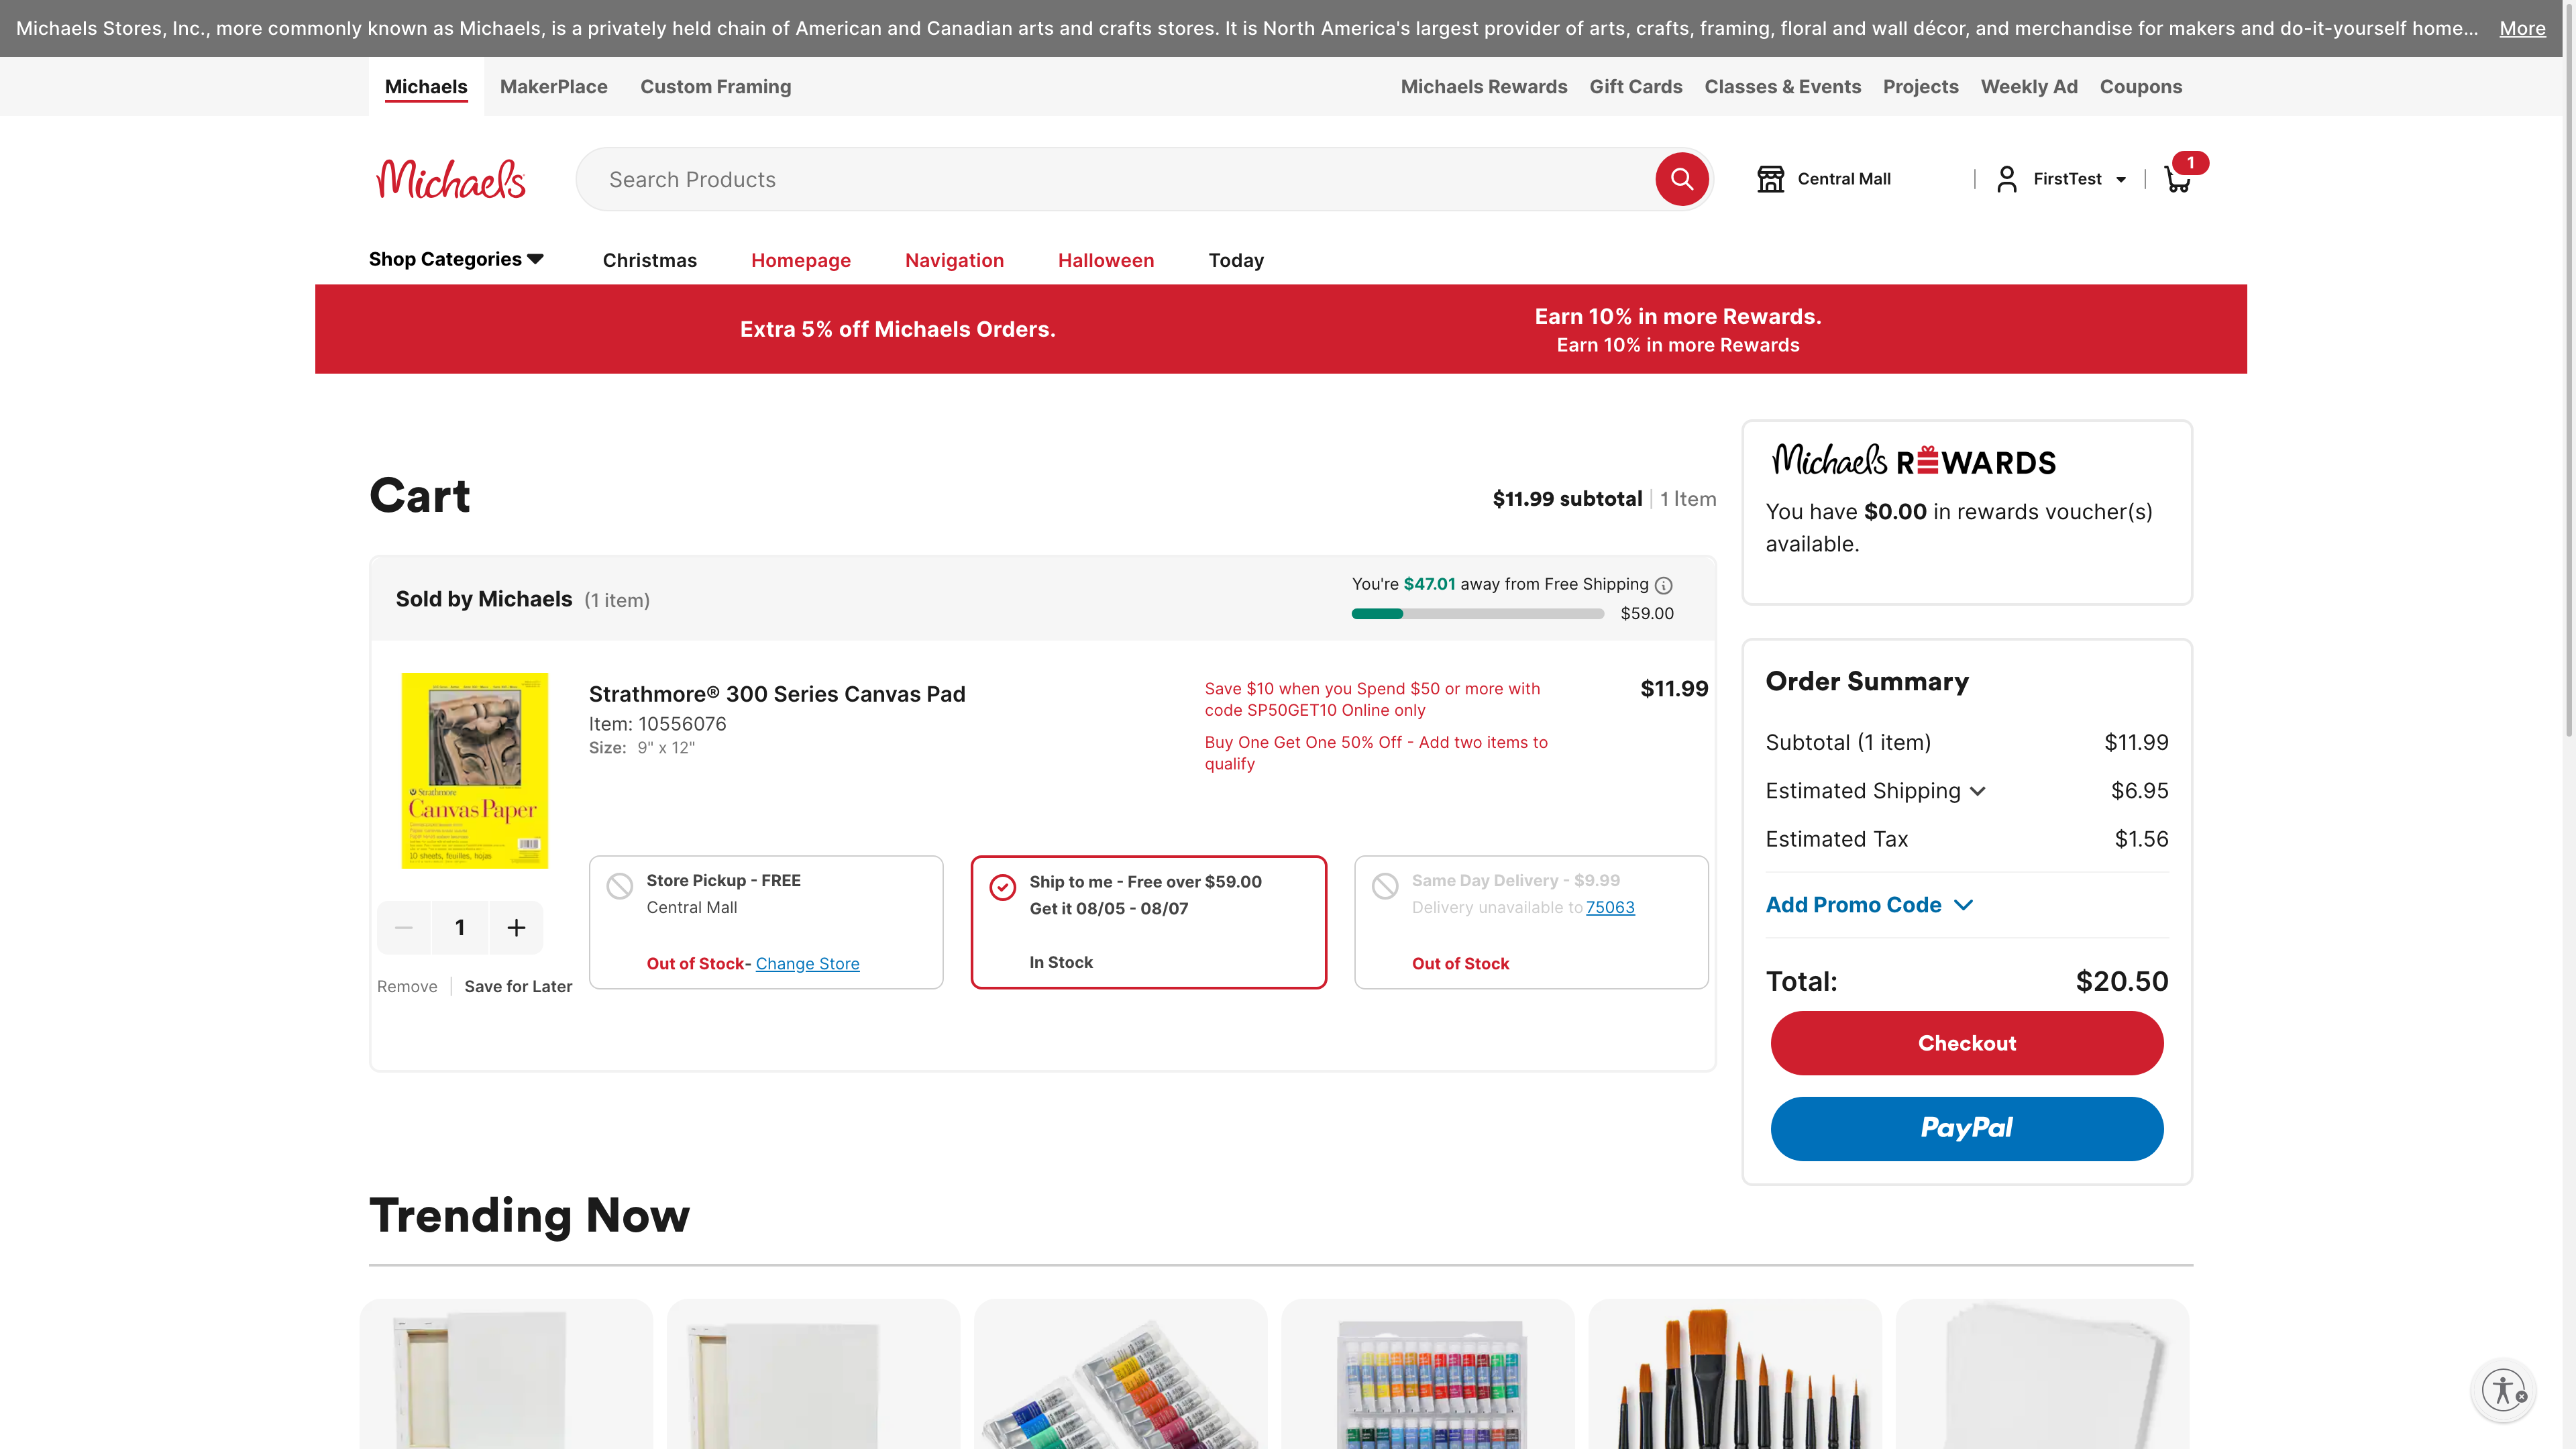 Michaels Stores, Inc., more commonly known as Michaels, is a privately held chain of American and Canadian arts and crafts stores. It is North America's largest provider of arts, crafts, framing, floral and wall décor, and merchandise for makers and do-it-yourself home... More
Michaels MakerPlace Custom Framing Michaels Rewards Gift Cards Classes & Events Projects Weekly Ad Coupons
Michaels Search Products Central Mall FirstTest 1
Shop Categories Christmas Homepage Navigation Halloween Today
Extra 5% off Michaels Orders.
Earn 10% in more Rewards.
Earn 10% in more Rewards
Cart
$11.99 subtotal | 1 Item
Sold by Michaels (1 item)
You're $47.01 away from Free Shipping
$59.00
Strathmore
Canvas Paper
10 sheets, feuilles, hojas
Strathmore® 300 Series Canvas Pad
Item: 10556076
Size: 9" x 12"
Save $10 when you Spend $50 or more with
code SP50GET10 Online only
Buy One Get One 50% Off - Add two items to
qualify
$11.99
1
Remove Save for Later
Store Pickup - FREE
Central Mall
Out of Stock- Change Store
Ship to me - Free over $59.00
Get it 08/05 - 08/07
In Stock
Same Day Delivery - $9.99
Delivery unavailable to 75063
Out of Stock
Michaels REWARDS
You have $0.00 in rewards voucher(s)
available.
Order Summary
Subtotal (1 item) $11.99
Estimated Shipping $6.95
Estimated Tax $1.56
Add Promo Code
Total: $20.50
Checkout
PayPal
Trending Now